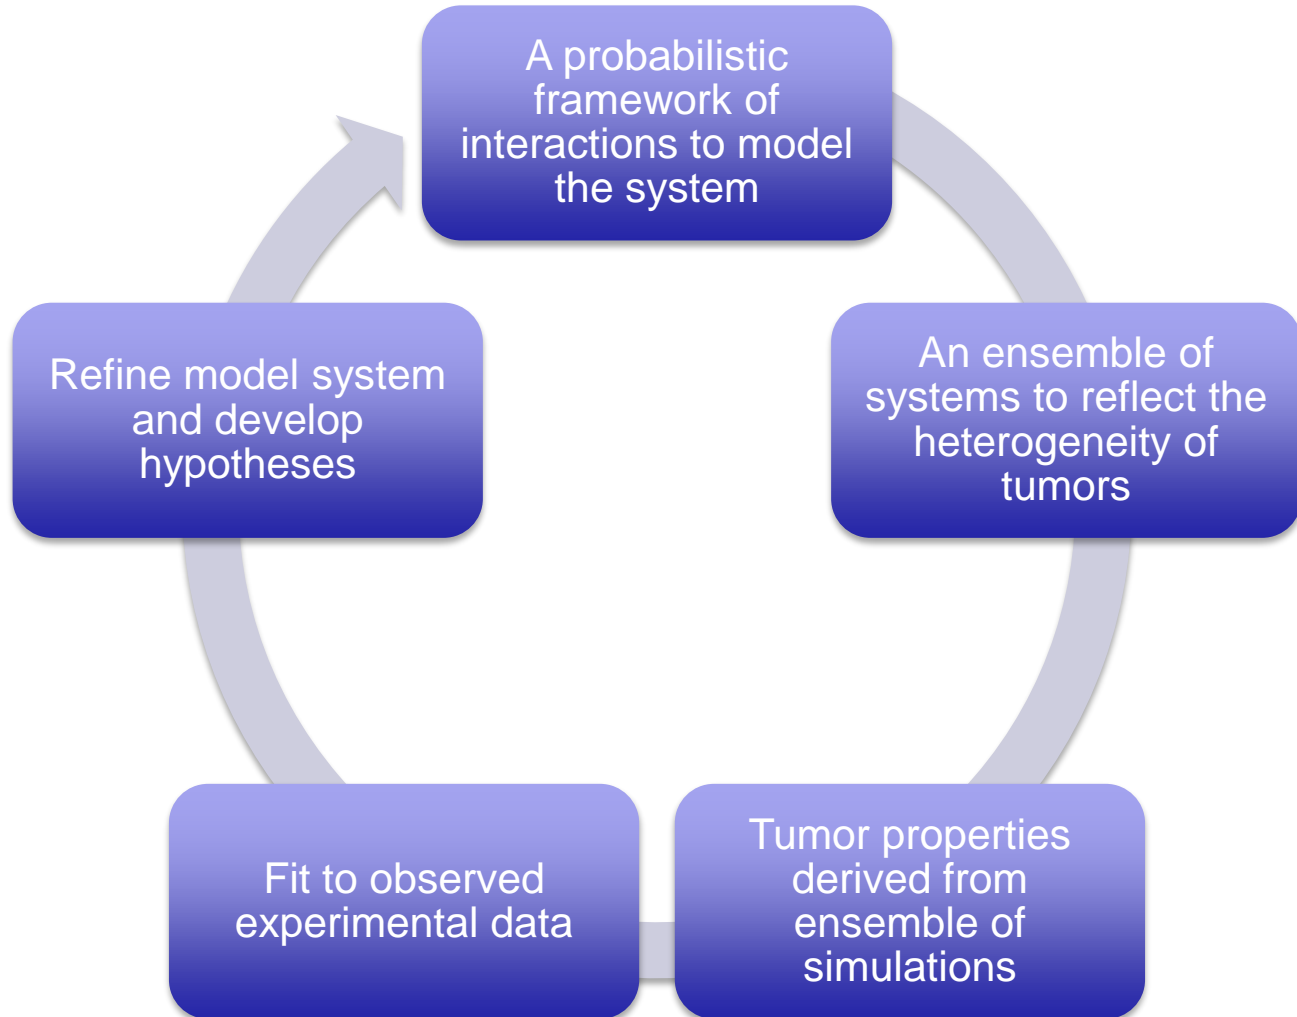 A probabilistic
framework of
interactions to model
the system
An ensemble of
systems to reflect the
heterogeneity of
tumors
Tumor properties
derived from
ensemble of
simulations
Fit to observed
experimental data
Refine model system
and develop
hypotheses